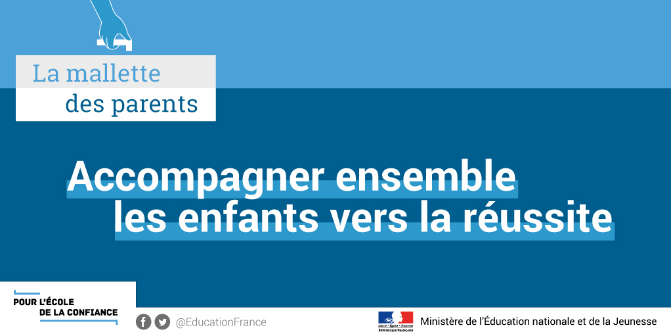 La mallette
des parents
Accompagner ensemble
les enfants vers la réussite
POUR L'ÉCOLE
DE LA CONFIANCE
@EducationFrance
Ministère de l'Éducation nationale et de la Jeunesse